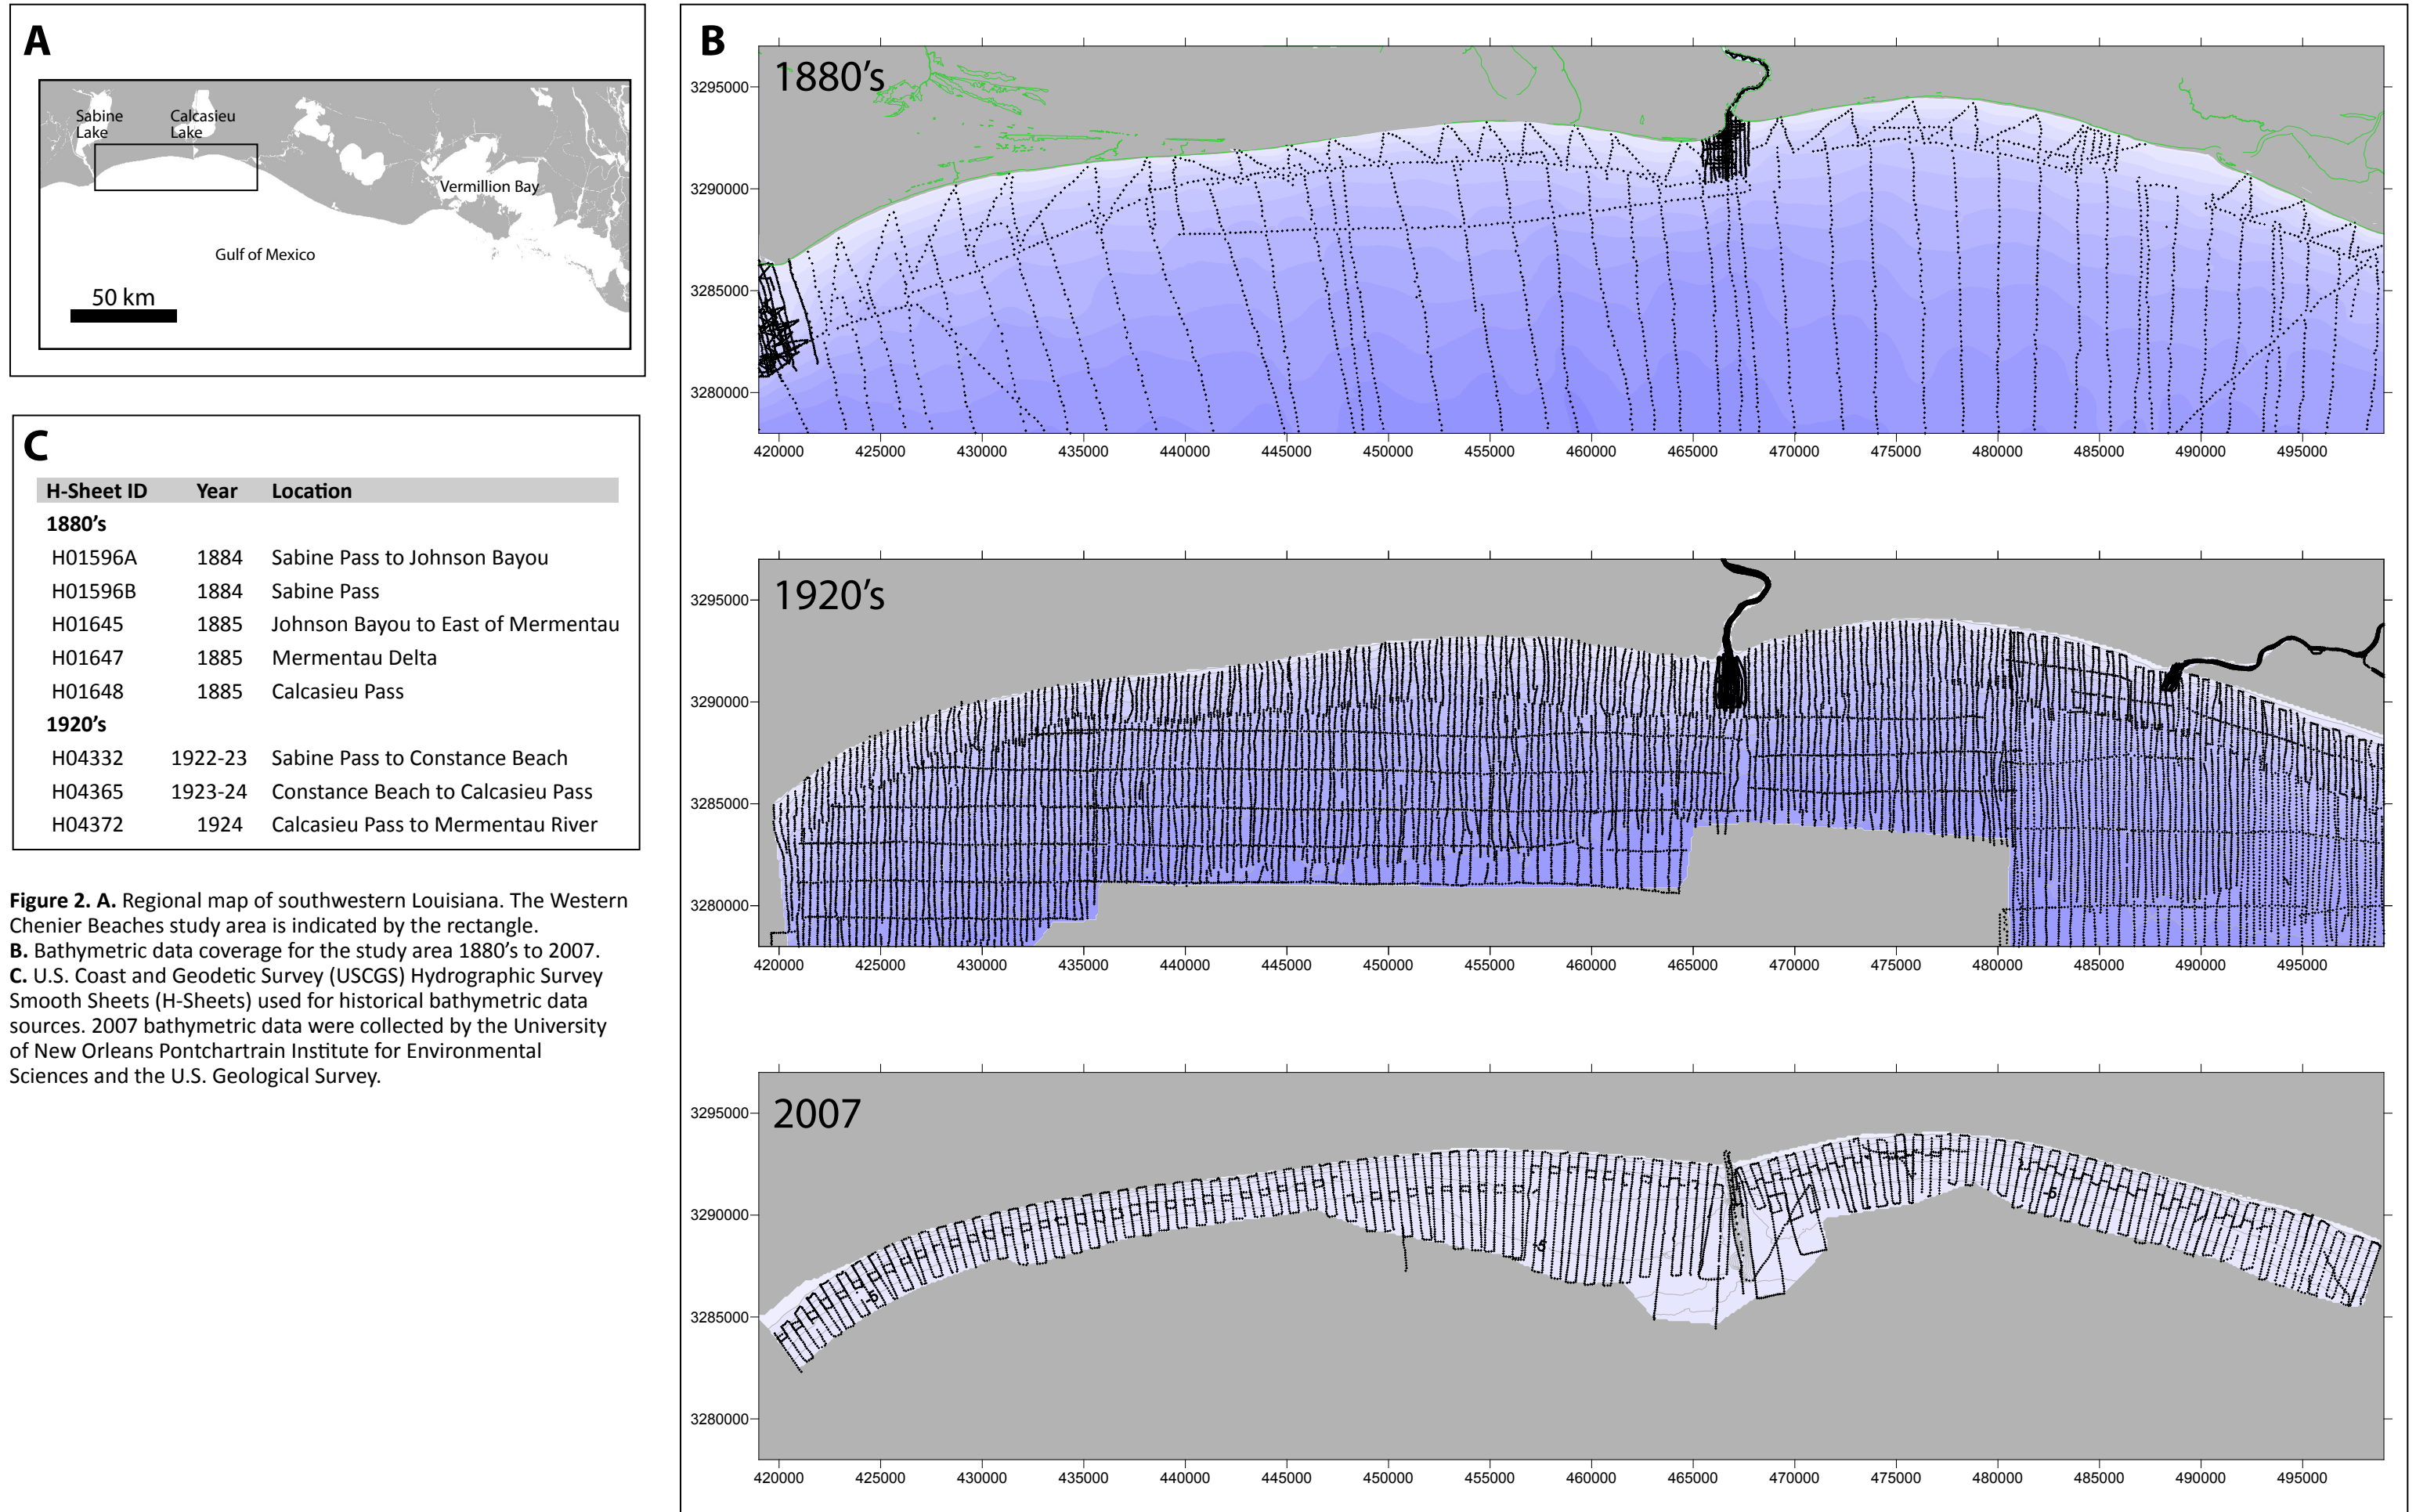 A
Sabine
Lake
Calcasieu
Lake
Vermillion Bay
Gulf of Mexico
50 km
C
H-Sheet ID Year Location
1880’s
H01596A 1884 Sabine Pass to Johnson Bayou
H01596B 1884 Sabine Pass
H01645 1885 Johnson Bayou to East of Mermentau
H01647 1885 Mermentau Delta
H01648 1885 Calcasieu Pass
1920’s
H04332 1922-23 Sabine Pass to Constance Beach
H04365 1923-24 Constance Beach to Calcasieu Pass
H04372 1924 Calcasieu Pass to Mermentau River
Figure 2. A. Regional map of southwestern Louisiana. The Western
Chenier Beaches study area is indicated by the rectangle.
B. Bathymetric data coverage for the study area 1880’s to 2007.
C. U.S. Coast and Geodetic Survey (USCGS) Hydrographic Survey
Smooth Sheets (H-Sheets) used for historical bathymetric data
sources. 2007 bathymetric data were collected by the University
of New Orleans Pontchartrain Institute for Environmental
Sciences and the U.S. Geological Survey.
B
1880’s
3295000
3290000
3285000
3280000
420000 425000 430000 435000 440000 445000 450000 455000 460000 465000 470000 475000 480000 485000 490000 495000
1920’s
3295000
3290000
3285000
3280000
420000 425000 430000 435000 440000 445000 450000 455000 460000 465000 470000 475000 480000 485000 490000 495000
2007
3295000
3290000
3285000
3280000
-5
-5
-5
420000 425000 430000 435000 440000 445000 450000 455000 460000 465000 470000 475000 480000 485000 490000 495000